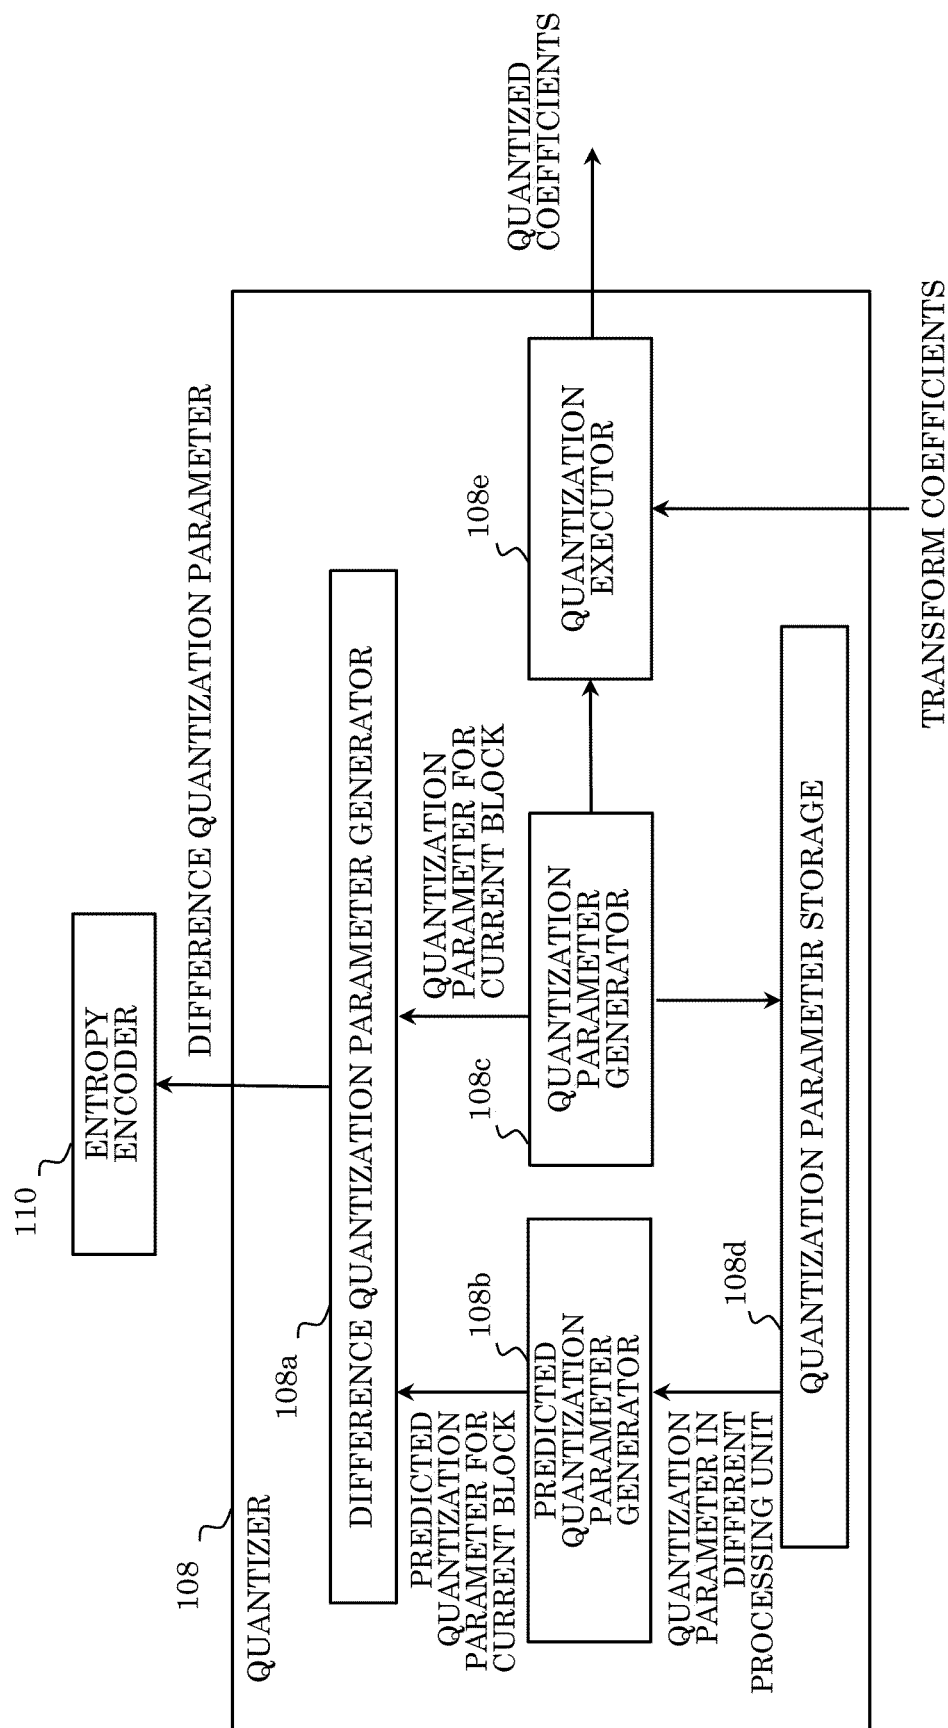 110
ENTROPY
ENCODER
DIFFERENCE QUANTIZATION PARAMETER
108
QUANTIZER
108a
DIFFERENCE QUANTIZATION PARAMETER GENERATOR
PREDICTED
QUANTIZATION
PARAMETER FOR
CURRENT BLOCK
QUANTIZATION
PARAMETER FOR
CURRENT BLOCK
108b
PREDICTED
QUANTIZATION
PARAMETER
GENERATOR
108c
QUANTIZATION
PARAMETER
GENERATOR
108e
QUANTIZATION
EXECUTOR
QUANTIZED
COEFFICIENTS
QUANTIZATION
PARAMETER IN
DIFFERENT
PROCESSING UNIT
108d
QUANTIZATION PARAMETER STORAGE
TRANSFORM COEFFICIENTS